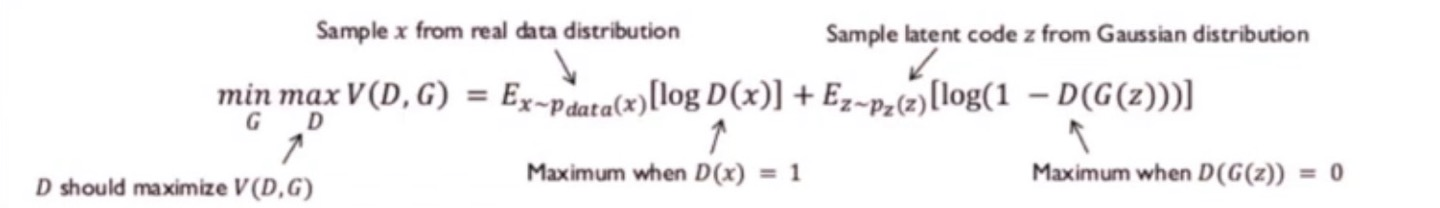 Sample x from real data distribution
Sample latent code z from Gaussian distribution
min max V(D, G) = E_{x~p_{data}(x)}[log D(x)] + E_{z~p_z(z)}[log(1 − D(G(z)))]
G D
Maximum when D(x) = 1
Maximum when D(G(z)) = 0
D should maximize V(D,G)